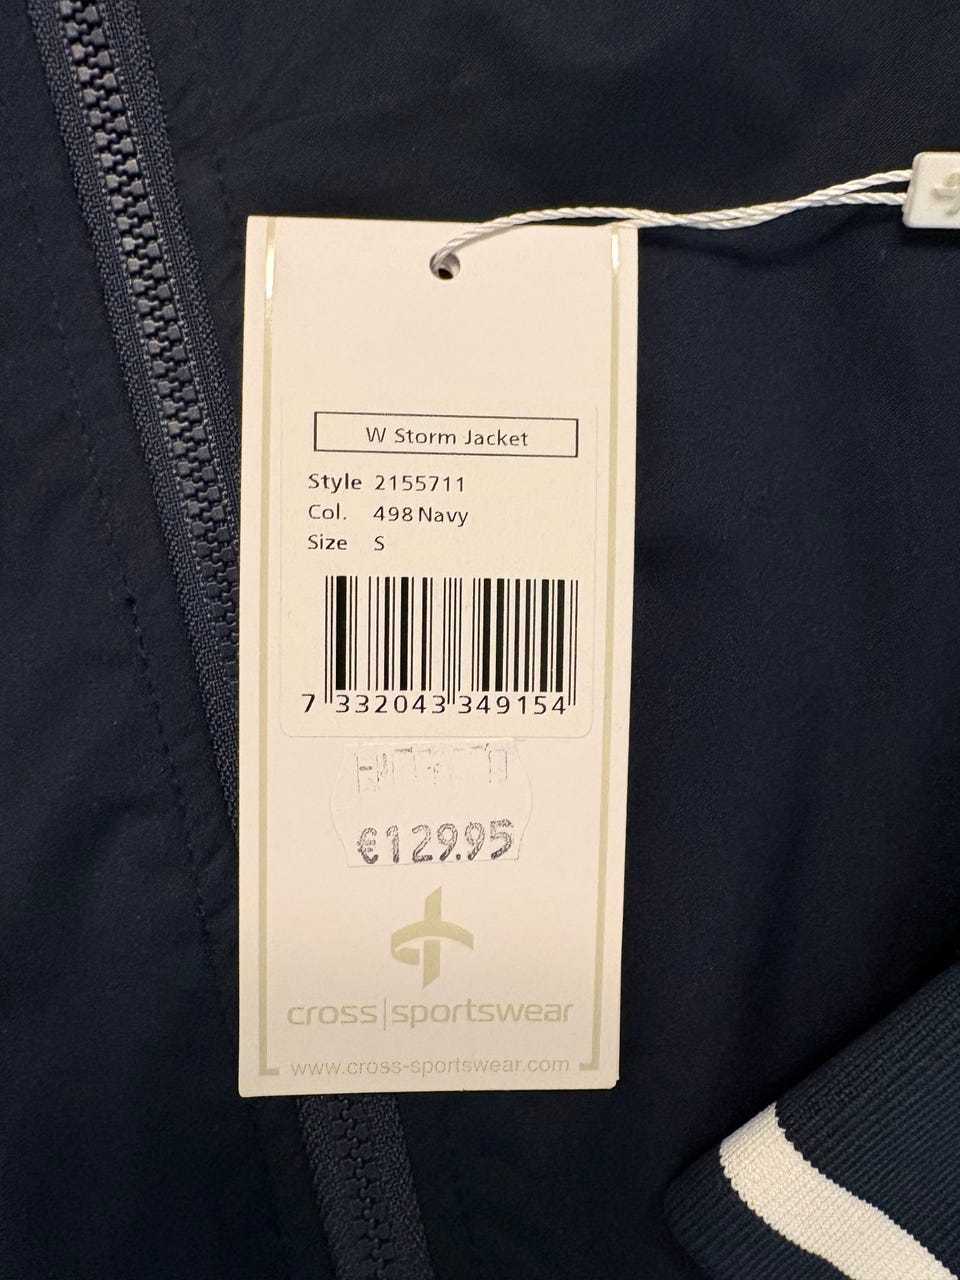 W Storm Jacket
Style 2155711
Col. 498 Navy
Size S
7 332043 349154
€129.95
cross|sportswear
www.cross-sportswear.com